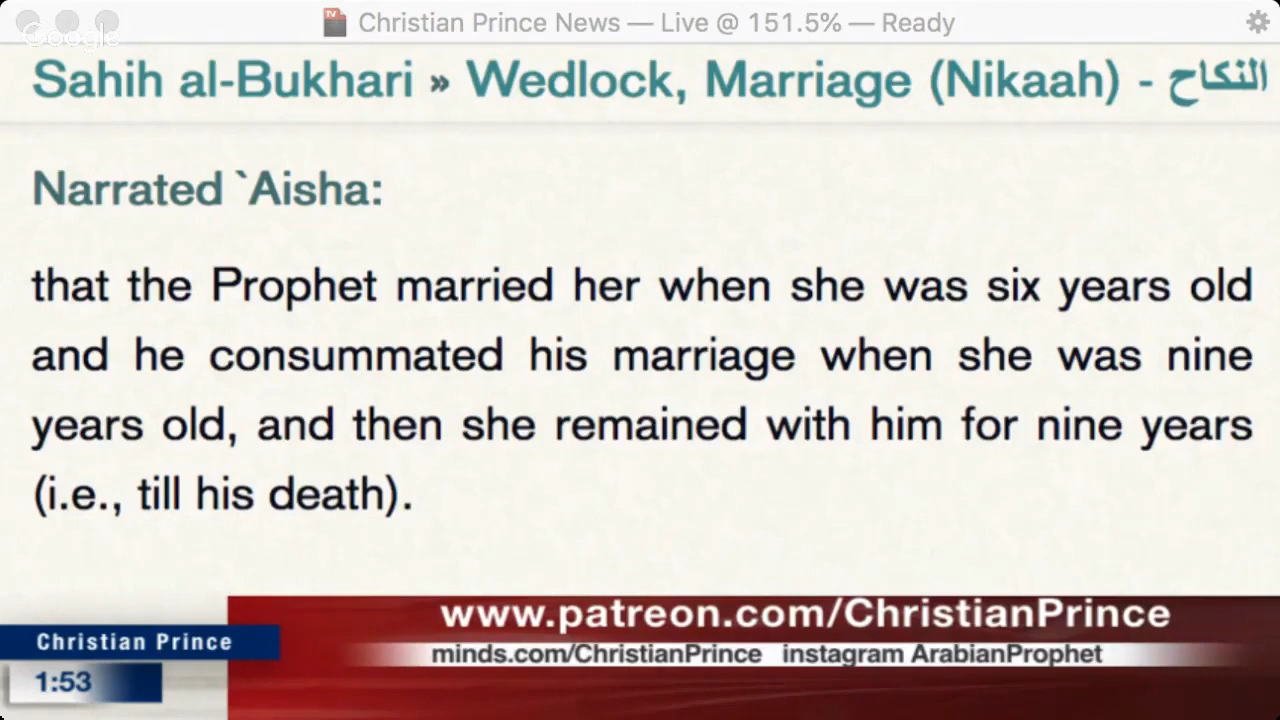 Christian Prince News — Live @ 151.5% — Ready
Google
Sahih al-Bukhari » Wedlock, Marriage (Nikaah) - النكاح
Narrated `Aisha:
that the Prophet married her when she was six years old
and he consummated his marriage when she was nine
years old, and then she remained with him for nine years
(i.e., till his death).
www.patreon.com/ChristianPrince
Christian Prince
minds.com/ChristianPrince instagram ArabianProphet
1:53